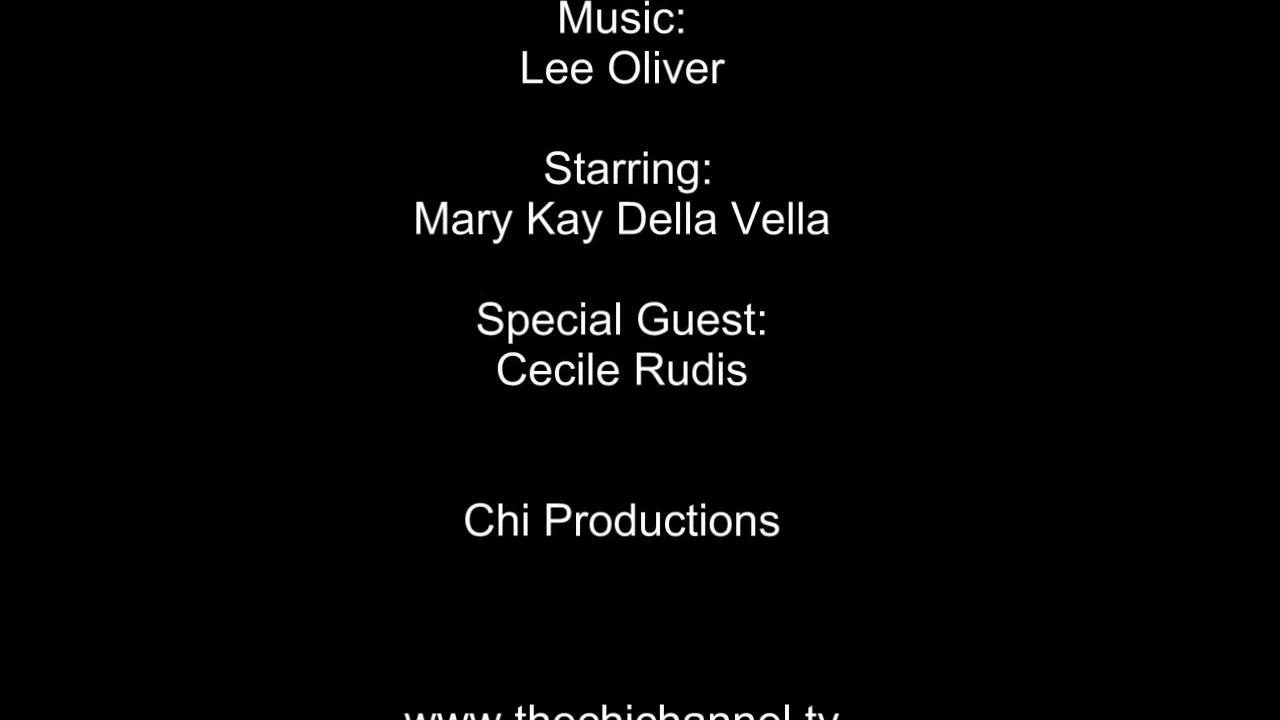 Music:
Lee Oliver
Starring:
Mary Kay Della Vella
Special Guest:
Cecile Rudis
Chi Productions
www.thechichannel.tv